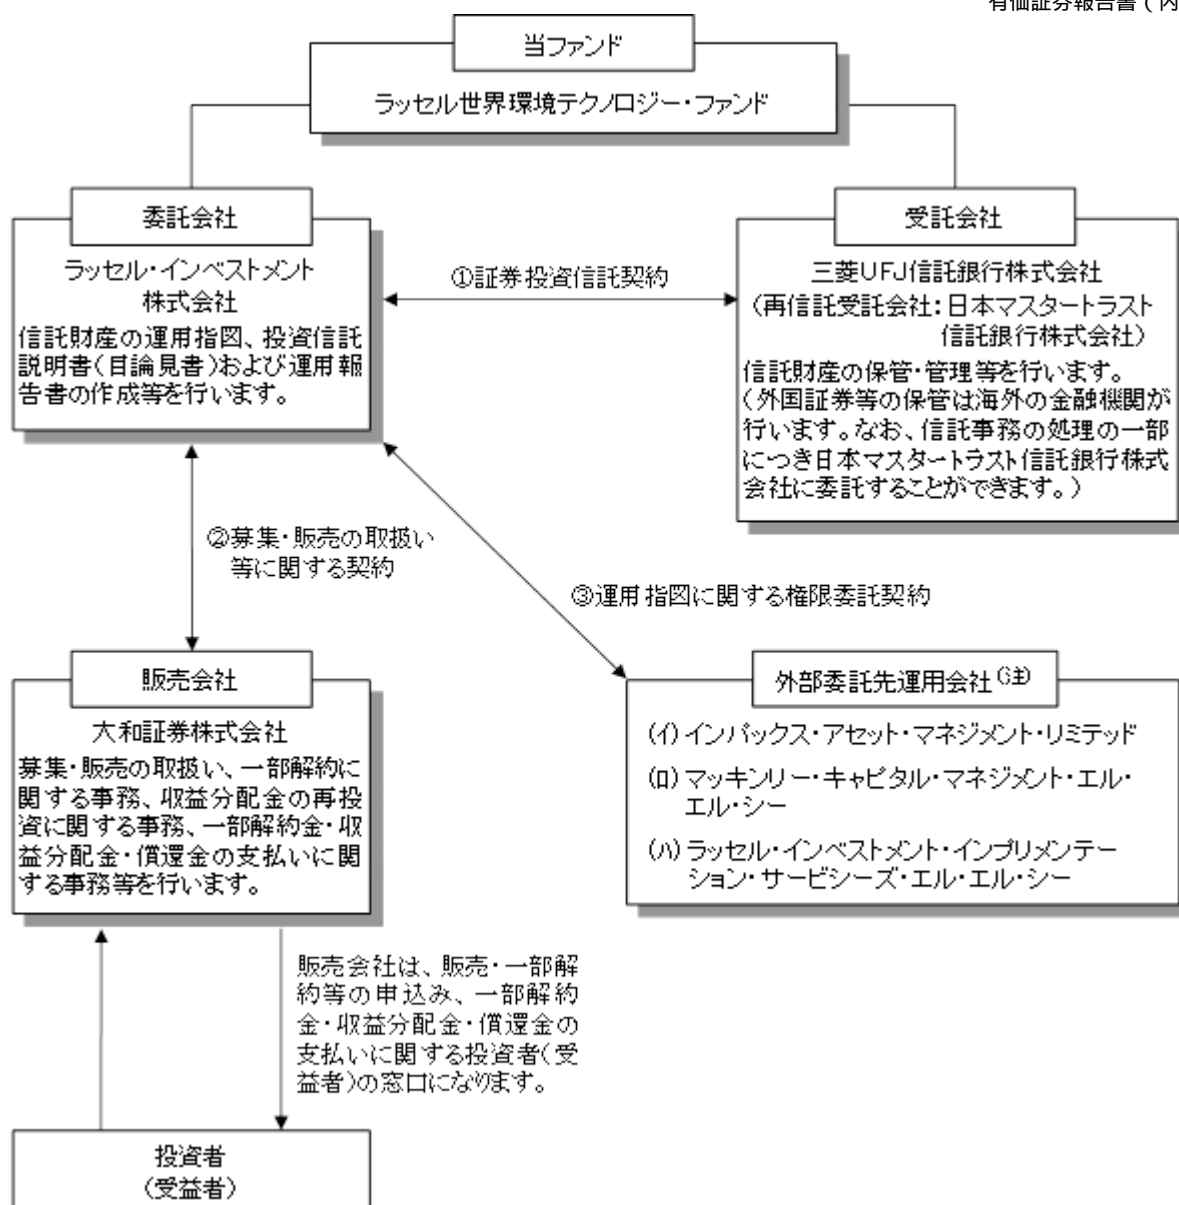 有価証券報告書(内
当ファンド
ラッセル世界環境テクノロジー・ファンド
委託会社
ラッセル・インベストメント
株式会社
信託財産の運用指図、投資信託
説明書(目論見書)および運用報
告書の作成等を行います。
①証券投資信託契約
受託会社
三菱UFJ信託銀行株式会社
(再信託受託会社:日本マスタートラスト
信託銀行株式会社)
信託財産の保管・管理等を行います。
(外国証券等の保管は海外の金融機関が
行います。なお、信託事務の処理の一部
につき日本マスタートラスト信託銀行株式
会社に委託することができます。)
②募集・販売の取扱い
等に関する契約
③運用指図に関する権限委託契約
販売会社
大和証券株式会社
募集・販売の取扱い、一部解約に
関する事務、収益分配金の再投
資に関する事務、一部解約金・収
益分配金・償還金の支払いに関
する事務等を行います。
外部委託先運用会社(注)
(イ)インパックス・アセット・マネジメント・リミテッド
(ロ)マッキンリー・キャピタル・マネジメント・エル・
エル・シー
(ハ)ラッセル・インベストメント・インプリメンテー
ション・サービシーズ・エル・エル・シー
販売会社は、販売・一部解
約等の申込み、一部解約
金・収益分配金・償還金の
支払いに関する投資者(受
益者)の窓口になります。
投資者
(受益者)